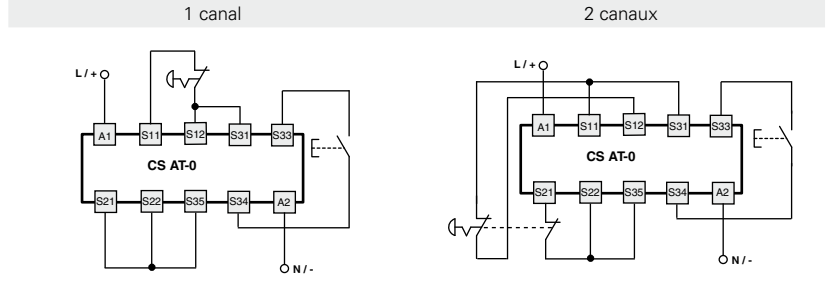 1 canal
2 canaux
L / +
A1 S11 S12 S31 S33
CS AT-0
S21 S22 S35 S34 A2
N / -
L / +
A1 S11 S12 S31 S33
CS AT-0
S21 S22 S35 S34 A2
N / -